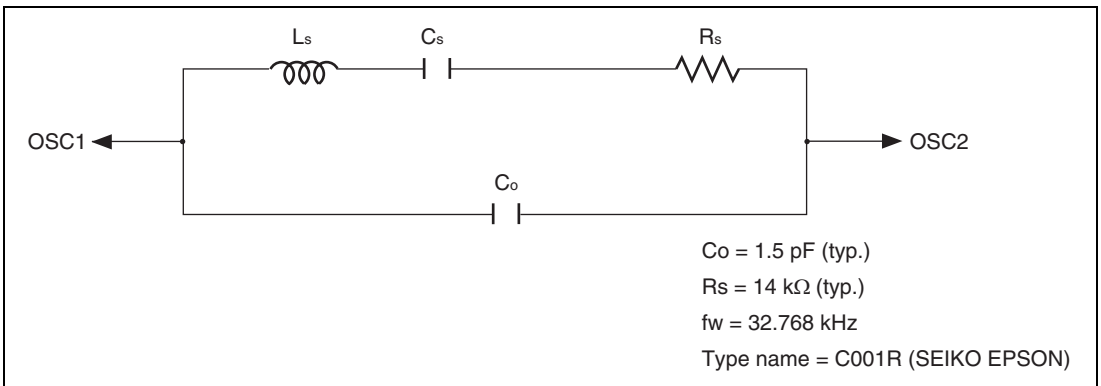 Ls Cs Rs
OSC1 OSC2
Co
Co = 1.5 pF (typ.)
Rs = 14 kΩ (typ.)
fw = 32.768 kHz
Type name = C001R (SEIKO EPSON)